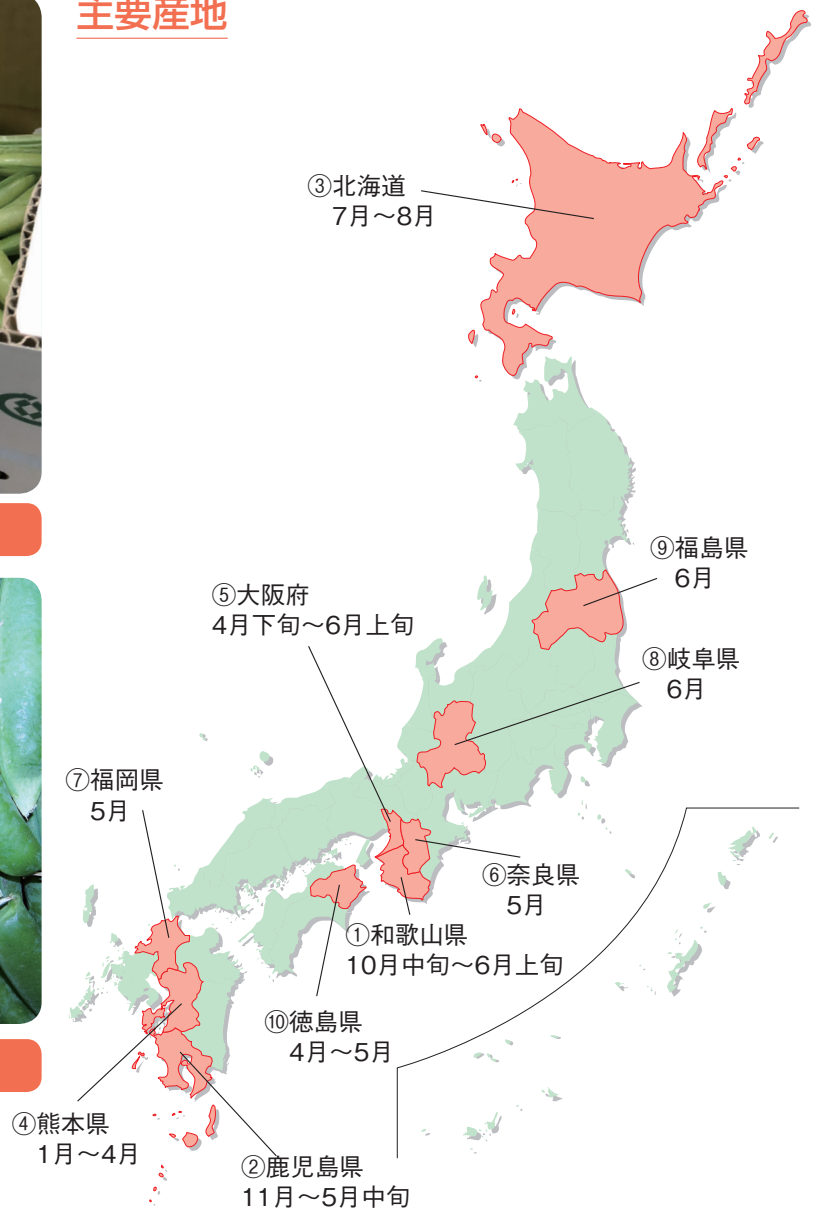 主要産地
③北海道
7月～8月
⑨福島県
6月
⑤大阪府
4月下旬～6月上旬
⑧岐阜県
6月
⑦福岡県
5月
⑥奈良県
5月
①和歌山県
10月中旬～6月上旬
⑩徳島県
4月～5月
④熊本県
1月～4月
②鹿児島県
11月～5月中旬